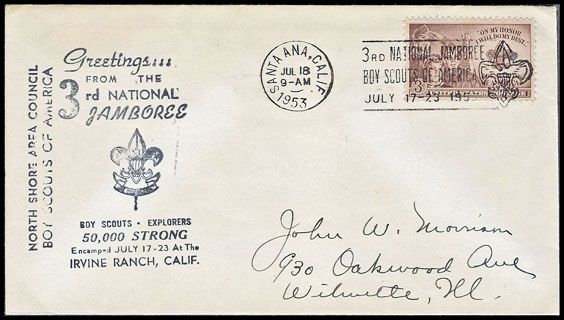 NORTH SHORE AREA COUNCIL
BOY SCOUTS OF AMERICA
Greetings....
FROM THE
3rd NATIONAL
JAMBOREE
BOY SCOUTS • EXPLORERS
50,000 STRONG
Encamped JULY 17-23 At The
IRVINE RANCH, CALIF.
SANTA ANA, CALIF.
JUL 18
9-AM
1953
3RD NATIONAL JAMBOREE
BOY SCOUTS OF AMERICA
JULY 17-23 195
"ON MY HONOR
I WILL DO MY BEST"
3¢
John W. Morrison
930 Oakwood Ave
Wilmette, Ill.